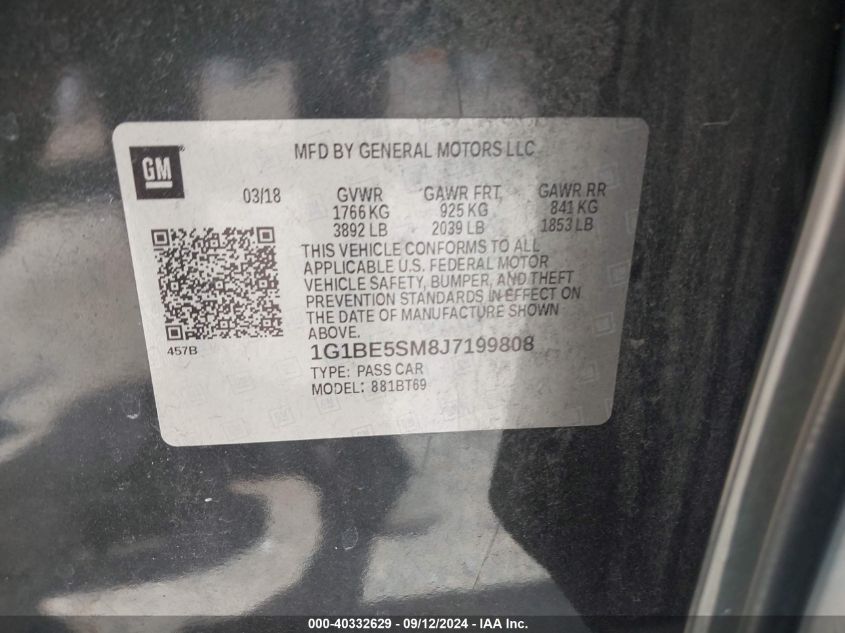 GM
MFD BY GENERAL MOTORS LLC
03/18 GVWR GAWR FRT, GAWR RR
1766 KG 925 KG 841 KG
3892 LB 2039 LB 1853 LB
THIS VEHICLE CONFORMS TO ALL
APPLICABLE U.S. FEDERAL MOTOR
VEHICLE SAFETY, BUMPER, AND THEFT
PREVENTION STANDARDS IN EFFECT ON
THE DATE OF MANUFACTURE SHOWN
ABOVE.
457B
1G1BE5SM8J7199808
TYPE: PASS CAR
MODEL: 881BT69
000-40332629 - 09/12/2024 - IAA Inc.